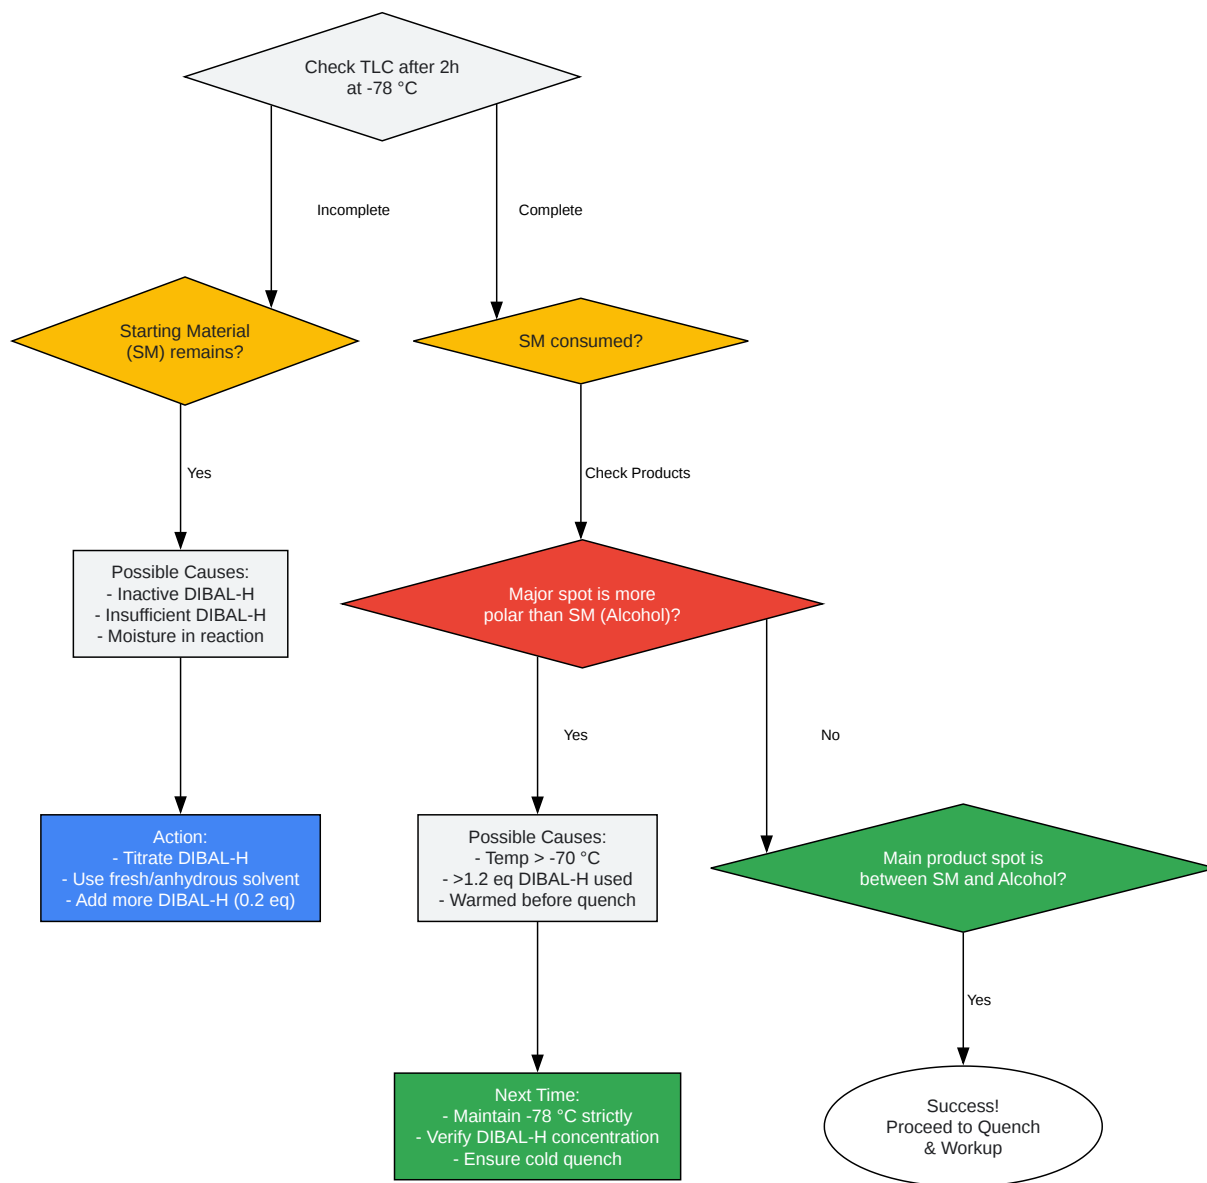 Check TLC after 2h
at -78 °C
Incomplete
Complete
Starting Material
(SM) remains?
SM consumed?
Yes
Check Products
Possible Causes:
- Inactive DIBAL-H
- Insufficient DIBAL-H
- Moisture in reaction
Major spot is more
polar than SM (Alcohol)?
Yes
No
Action:
- Titrate DIBAL-H
- Use fresh/anhydrous solvent
- Add more DIBAL-H (0.2 eq)
Possible Causes:
- Temp > -70 °C
- >1.2 eq DIBAL-H used
- Warmed before quench
Main product spot is
between SM and Alcohol?
Yes
Next Time:
- Maintain -78 °C strictly
- Verify DIBAL-H concentration
- Ensure cold quench
Success!
Proceed to Quench
& Workup